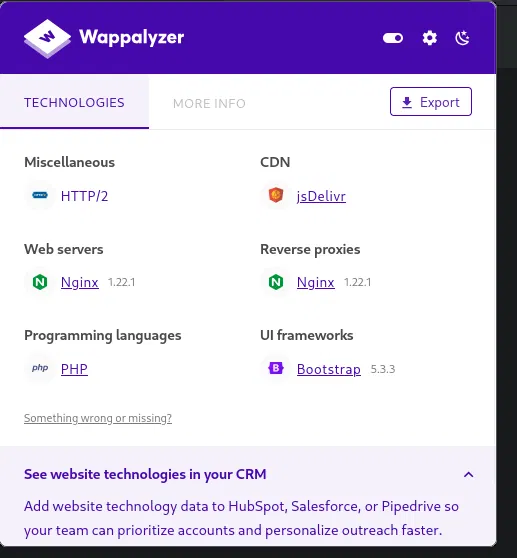 Wappalyzer
TECHNOLOGIES
MORE INFO
Export
Miscellaneous
HTTP/2
CDN
jsDelivr
Web servers
Nginx 1.22.1
Reverse proxies
Nginx 1.22.1
Programming languages
php PHP
UI frameworks
B Bootstrap 5.3.3
Something wrong or missing?
See website technologies in your CRM
Add website technology data to HubSpot, Salesforce, or Pipedrive so
your team can prioritize accounts and personalize outreach faster.